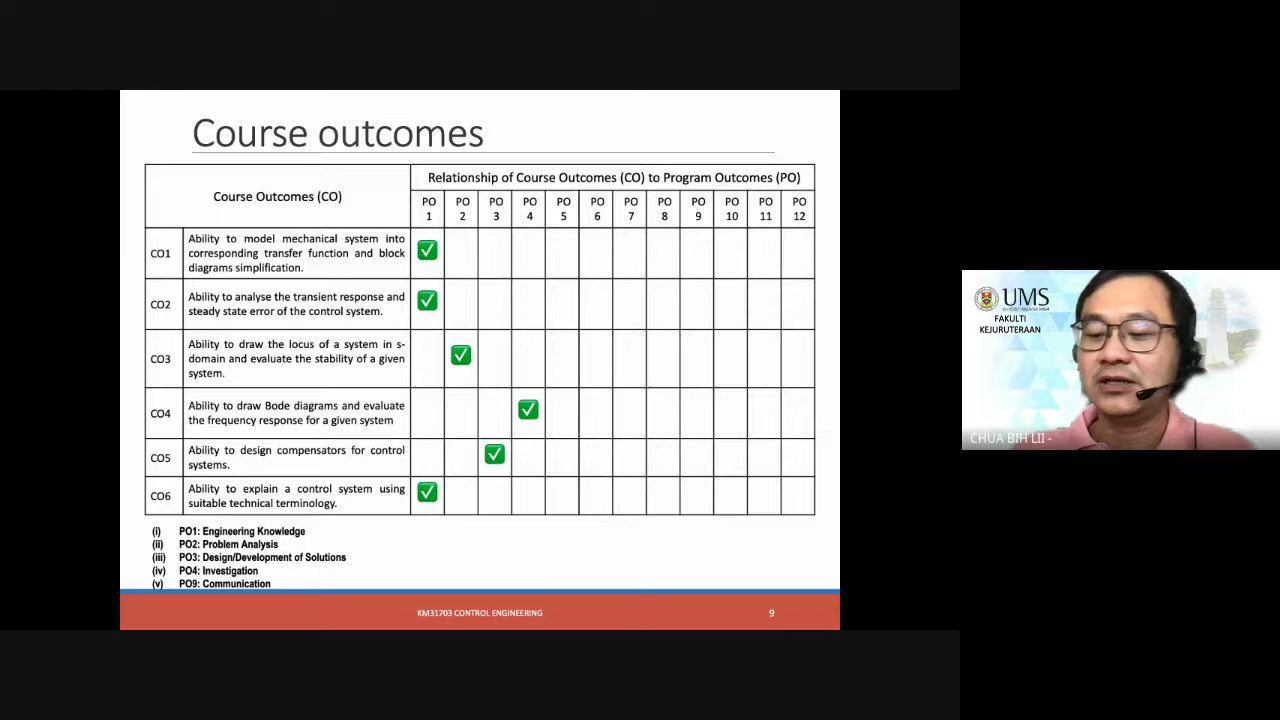 Course outcomes
Course Outcomes (CO)
Relationship of Course Outcomes (CO) to Program Outcomes (PO)
PO 1
PO 2
PO 3
PO 4
PO 5
PO 6
PO 7
PO 8
PO 9
PO 10
PO 11
PO 12
CO1
Ability to model mechanical system into
corresponding transfer function and block
diagrams simplification.
CO2
Ability to analyse the transient response and
steady state error of the control system.
CO3
Ability to draw the locus of a system in s-
domain and evaluate the stability of a given
system.
CO4
Ability to draw Bode diagrams and evaluate
the frequency response for a given system
CO5
Ability to design compensators for control
systems.
CO6
Ability to explain a control system using
suitable technical terminology.
(i) PO1: Engineering Knowledge
(ii) PO2: Problem Analysis
(iii) PO3: Design/Development of Solutions
(iv) PO4: Investigation
(v) PO9: Communication
KM31703 CONTROL ENGINEERING
9
UMS
UNIVERSITI MALAYSIA SABAH
FAKULTI
KEJURUTERAAN
CHUA BIH LII -